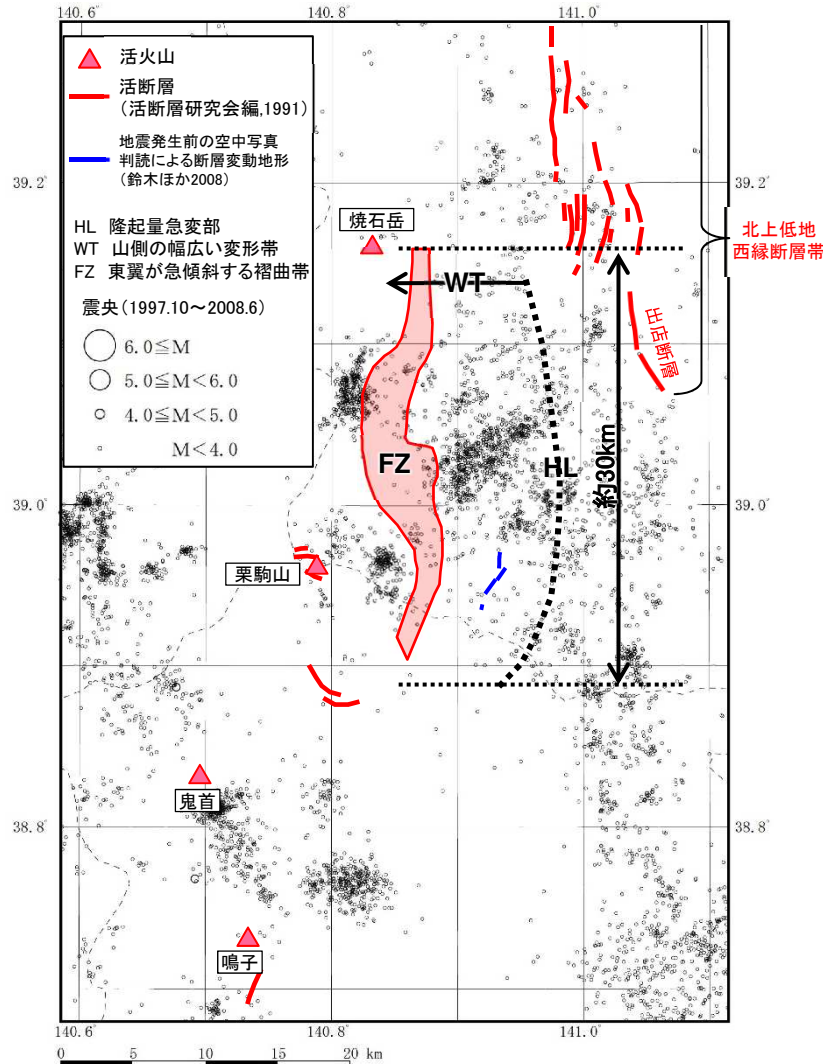 140.6° 140.8° 141.0°
活火山
活断層
(活断層研究会編,1991)
地震発生前の空中写真
判読による断層変動地形
(鈴木ほか2008)
HL 隆起量急変部
WT 山側の幅広い変形帯
FZ 東翼が急傾斜する褶曲帯
震央(1997.10～2008.6)
6.0≦M
5.0≦M<6.0
4.0≦M<5.0
M<4.0
39.2° 39.2°
焼石岳
北上低地
西縁断層帯
WT
出店断層
FZ
HL
約30km
39.0° 39.0°
栗駒山
鬼首
38.8° 38.8°
鳴子
140.6° 140.8° 141.0°
0 5 10 15 20 km